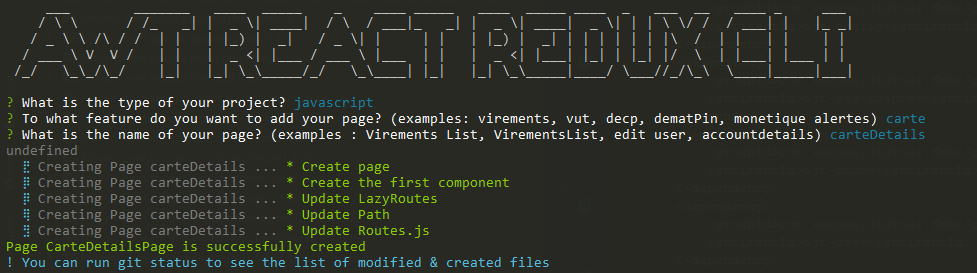 AWT REACT REDUX CLI
? What is the type of your project? javascript
? To what feature do you want to add your page? (examples: virements, vut, decp, dematPin, monetique alertes) carte
? What is the name of your page? (examples : Virements List, VirementsList, edit user, accountdetails) carteDetails
undefined
⣻ Creating Page carteDetails ... * Create page
⣻ Creating Page carteDetails ... * Create the first component
⣻ Creating Page carteDetails ... * Update LazyRoutes
⣻ Creating Page carteDetails ... * Update Path
⣻ Creating Page carteDetails ... * Update Routes.js
Page CarteDetailsPage is successfully created
! You can run git status to see the list of modified & created files